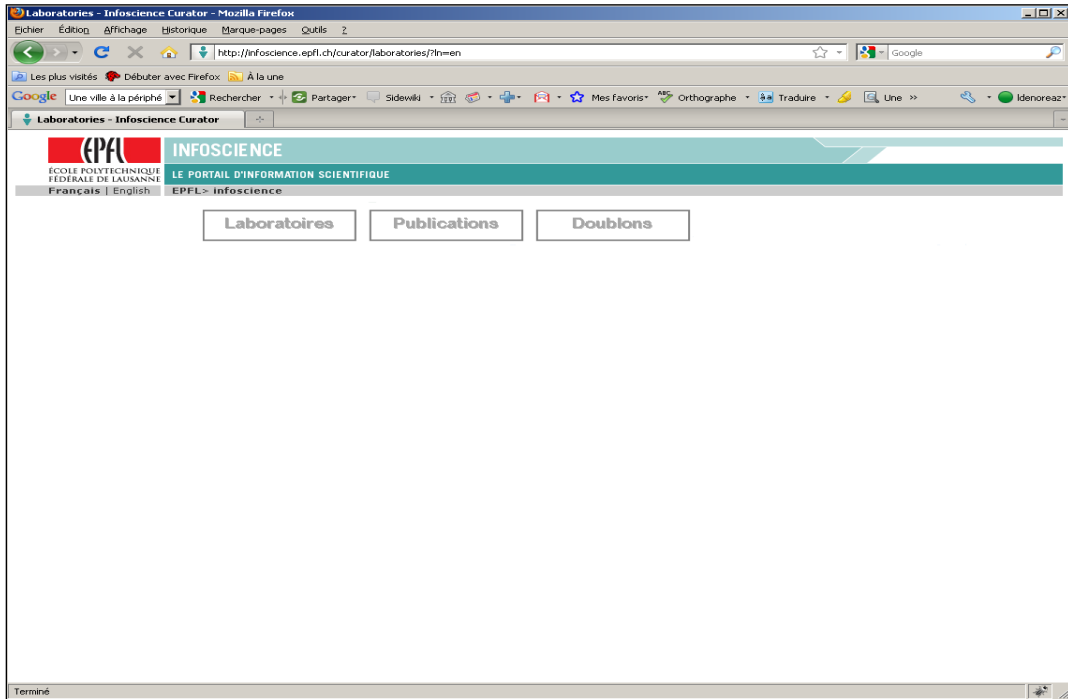 Laboratories - Infoscience Curator - Mozilla Firefox
Fichier Édition Affichage Historique Marque-pages Outils ?
http://infoscience.epfl.ch/curator/laboratories/?ln=en Google
Les plus visités Débuter avec Firefox À la une
Google Une ville à la périphé Rechercher Partager Sidewiki Mes favoris Orthographe Traduire Une » ldenoreaz
Laboratories - Infoscience Curator
EPFL INFOSCIENCE
ÉCOLE POLYTECHNIQUE
FÉDÉRALE DE LAUSANNE LE PORTAIL D'INFORMATION SCIENTIFIQUE
Français | English EPFL> infoscience
Laboratoires Publications Doublons
Terminé